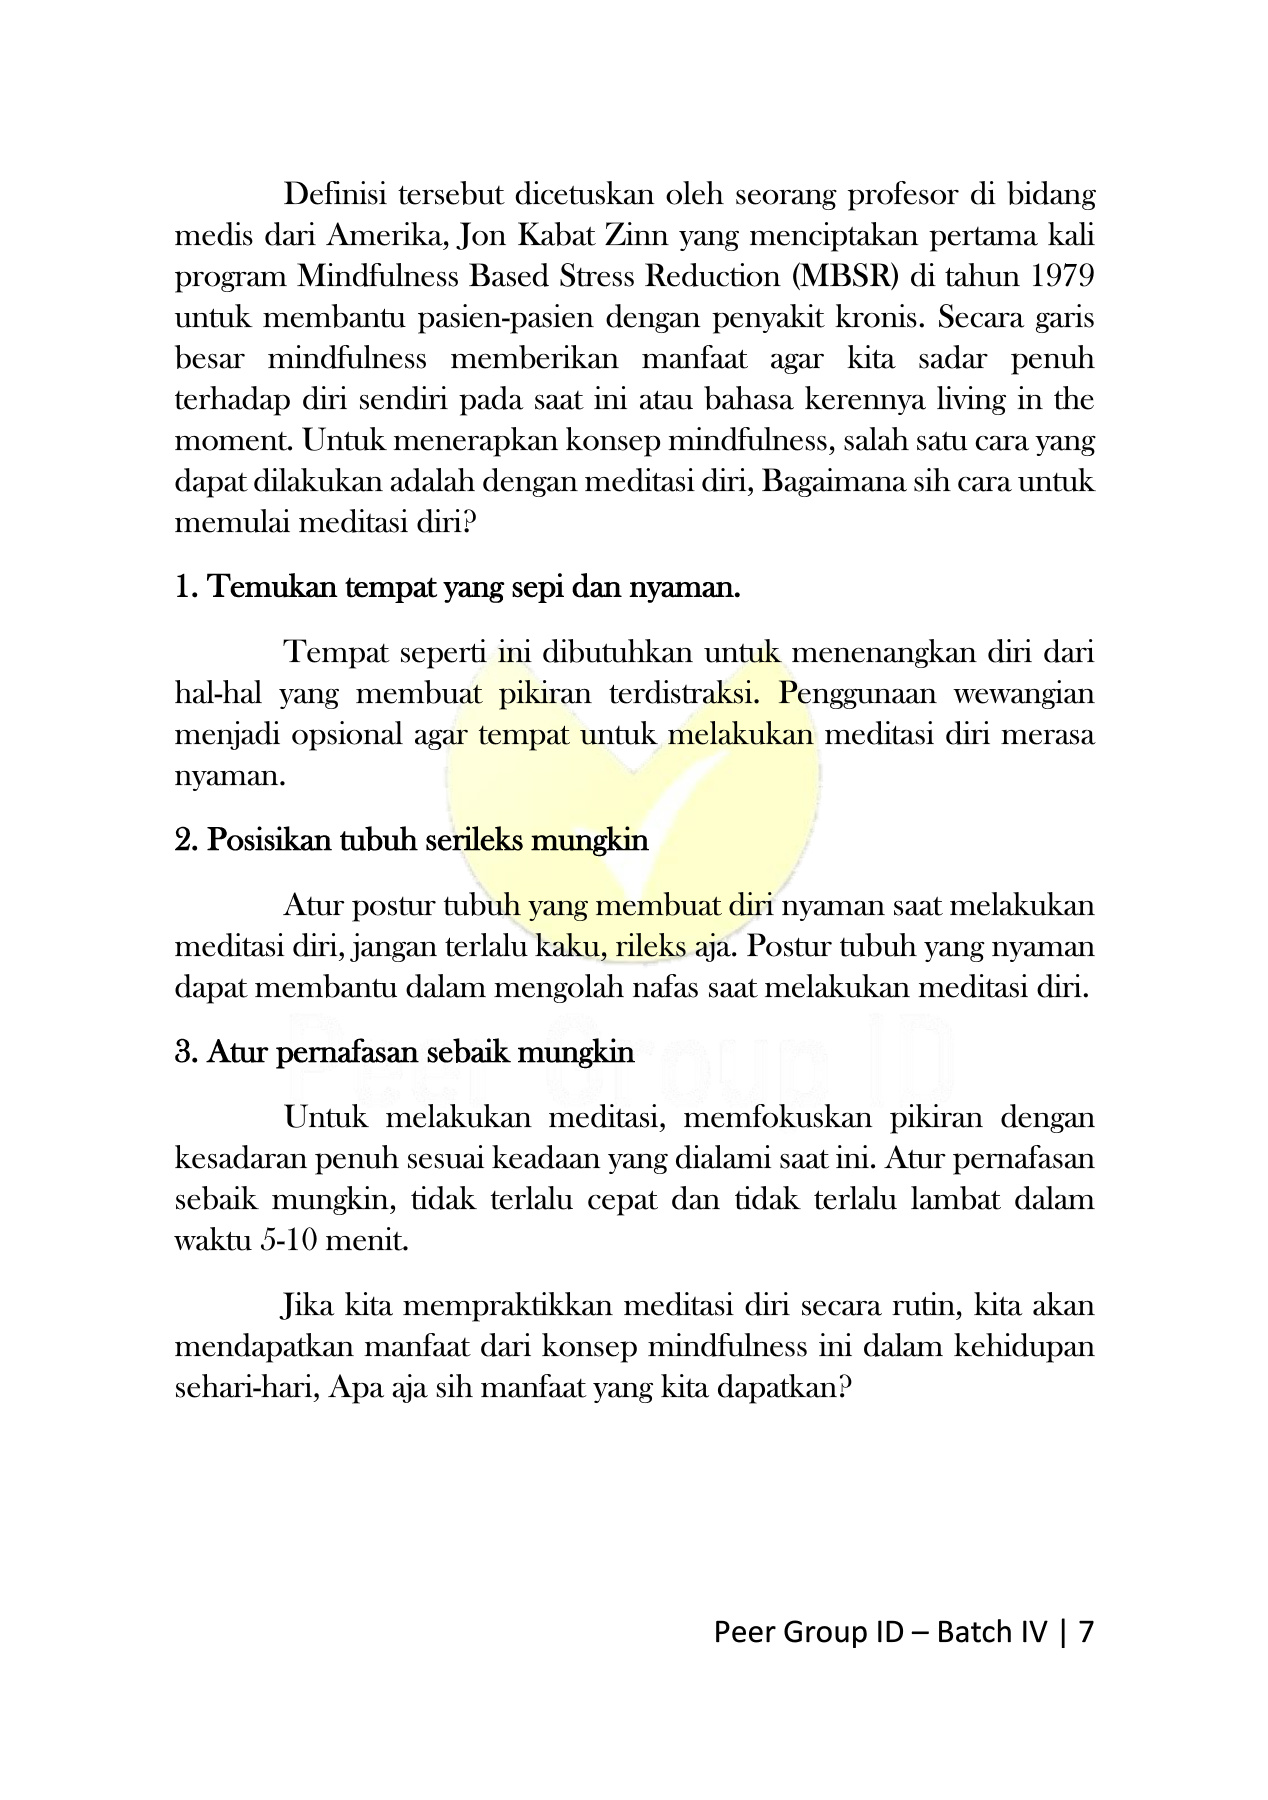 Definisi tersebut dicetuskan oleh seorang profesor di bidang
medis dari Amerika, Jon Kabat Zinn yang menciptakan pertama kali
program Mindfulness Based Stress Reduction (MBSR) di tahun 1979
untuk membantu pasien-pasien dengan penyakit kronis. Secara garis
besar mindfulness memberikan manfaat agar kita sadar penuh
terhadap diri sendiri pada saat ini atau bahasa kerennya living in the
moment. Untuk menerapkan konsep mindfulness, salah satu cara yang
dapat dilakukan adalah dengan meditasi diri, Bagaimana sih cara untuk
memulai meditasi diri?
1. Temukan tempat yang sepi dan nyaman.
Tempat seperti ini dibutuhkan untuk menenangkan diri dari
hal-hal yang membuat pikiran terdistraksi. Penggunaan wewangian
menjadi opsional agar tempat untuk melakukan meditasi diri merasa
nyaman.
2. Posisikan tubuh serileks mungkin
Atur postur tubuh yang membuat diri nyaman saat melakukan
meditasi diri, jangan terlalu kaku, rileks aja. Postur tubuh yang nyaman
dapat membantu dalam mengolah nafas saat melakukan meditasi diri.
Peer Group ID
3. Atur pernafasan sebaik mungkin
Untuk melakukan meditasi, memfokuskan pikiran dengan
kesadaran penuh sesuai keadaan yang dialami saat ini. Atur pernafasan
sebaik mungkin, tidak terlalu cepat dan tidak terlalu lambat dalam
waktu 5-10 menit.
Jika kita mempraktikkan meditasi diri secara rutin, kita akan
mendapatkan manfaat dari konsep mindfulness ini dalam kehidupan
sehari-hari, Apa aja sih manfaat yang kita dapatkan?
Peer Group ID – Batch IV | 7